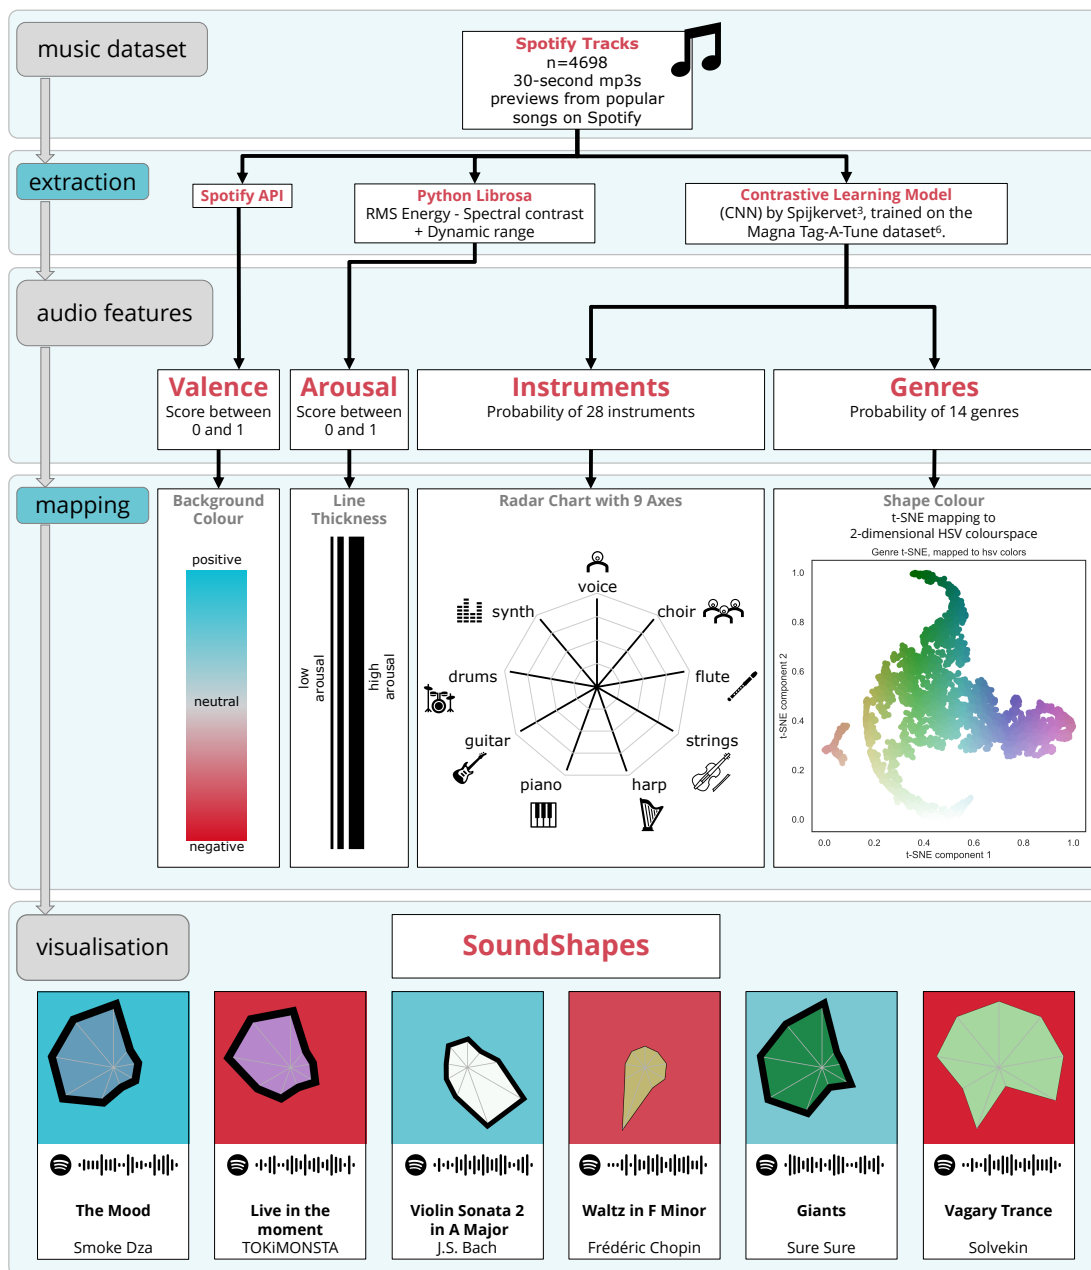 music dataset
Spotify Tracks
n=4698
30-second mp3s
previews from popular
songs on Spotify
extraction
Spotify API
Python Librosa
RMS Energy - Spectral contrast
+ Dynamic range
Contrastive Learning Model
(CNN) by Spijkervet³, trained on the
Magna Tag-A-Tune dataset⁶.
audio features
Valence
Score between
0 and 1
Arousal
Score between
0 and 1
Instruments
Probability of 28 instruments
Genres
Probability of 14 genres
mapping
Background
Colour
positive
neutral
negative
Line
Thickness
low
arousal
high
arousal
Radar Chart with 9 Axes
voice
choir
flute
strings
harp
piano
guitar
drums
synth
Shape Colour
t-SNE mapping to
2-dimensional HSV colourspace
Genre t-SNE, mapped to hsv colors
t-SNE component 2
1.0
0.8
0.6
0.4
0.2
0.0
0.0 0.2 0.4 0.6 0.8 1.0
t-SNE component 1
visualisation
SoundShapes
The Mood
Smoke Dza
Live in the
moment
TOKiMONSTA
Violin Sonata 2
in A Major
J.S. Bach
Waltz in F Minor
Frédéric Chopin
Giants
Sure Sure
Vagary Trance
Solvekin